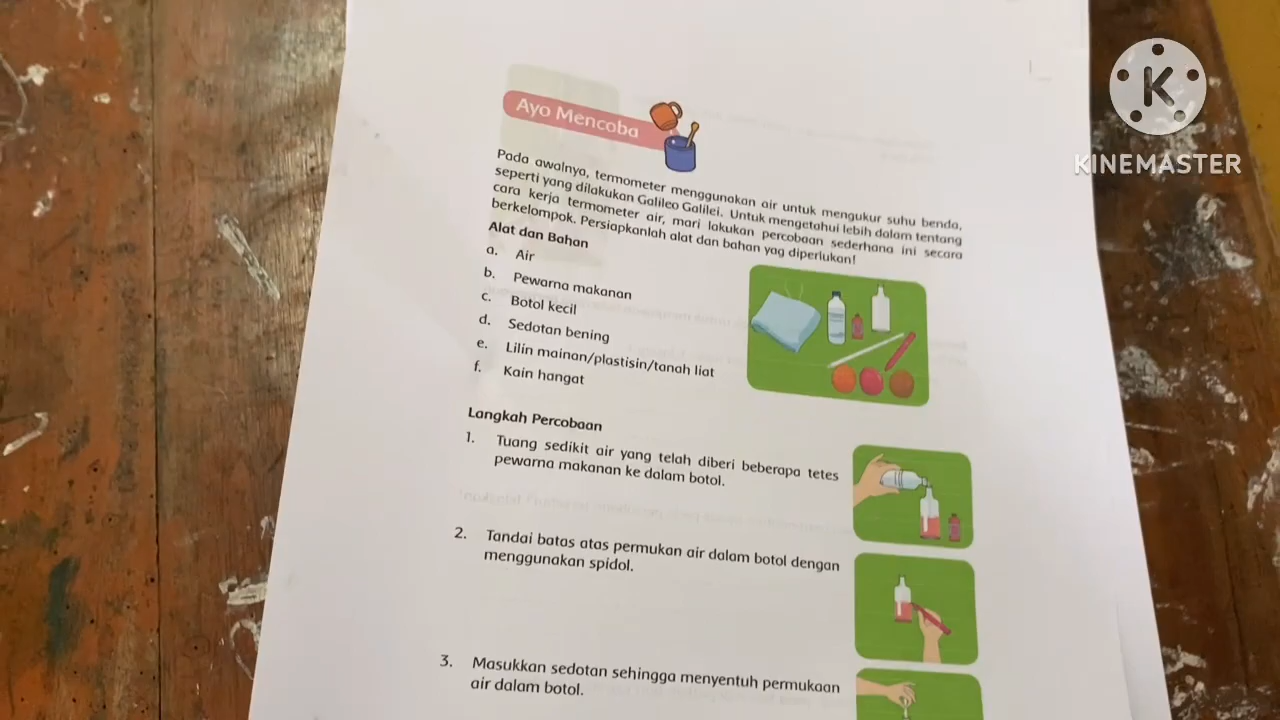 Ayo Mencoba
Pada awalnya, termometer menggunakan air untuk mengukur suhu benda,
seperti yang dilakukan Galileo Galilei. Untuk mengetahui lebih dalam tentang
cara kerja termometer air, mari lakukan percobaan sederhana ini secara
berkelompok. Persiapkanlah alat dan bahan yag diperlukan!
Alat dan Bahan
a. Air
b. Pewarna makanan
c. Botol kecil
d. Sedotan bening
e. Lilin mainan/plastisin/tanah liat
f. Kain hangat
Langkah Percobaan
1. Tuang sedikit air yang telah diberi beberapa tetes
pewarna makanan ke dalam botol.
2. Tandai batas atas permukan air dalam botol dengan
menggunakan spidol.
3. Masukkan sedotan sehingga menyentuh permukaan
air dalam botol.
K
KINEMASTER